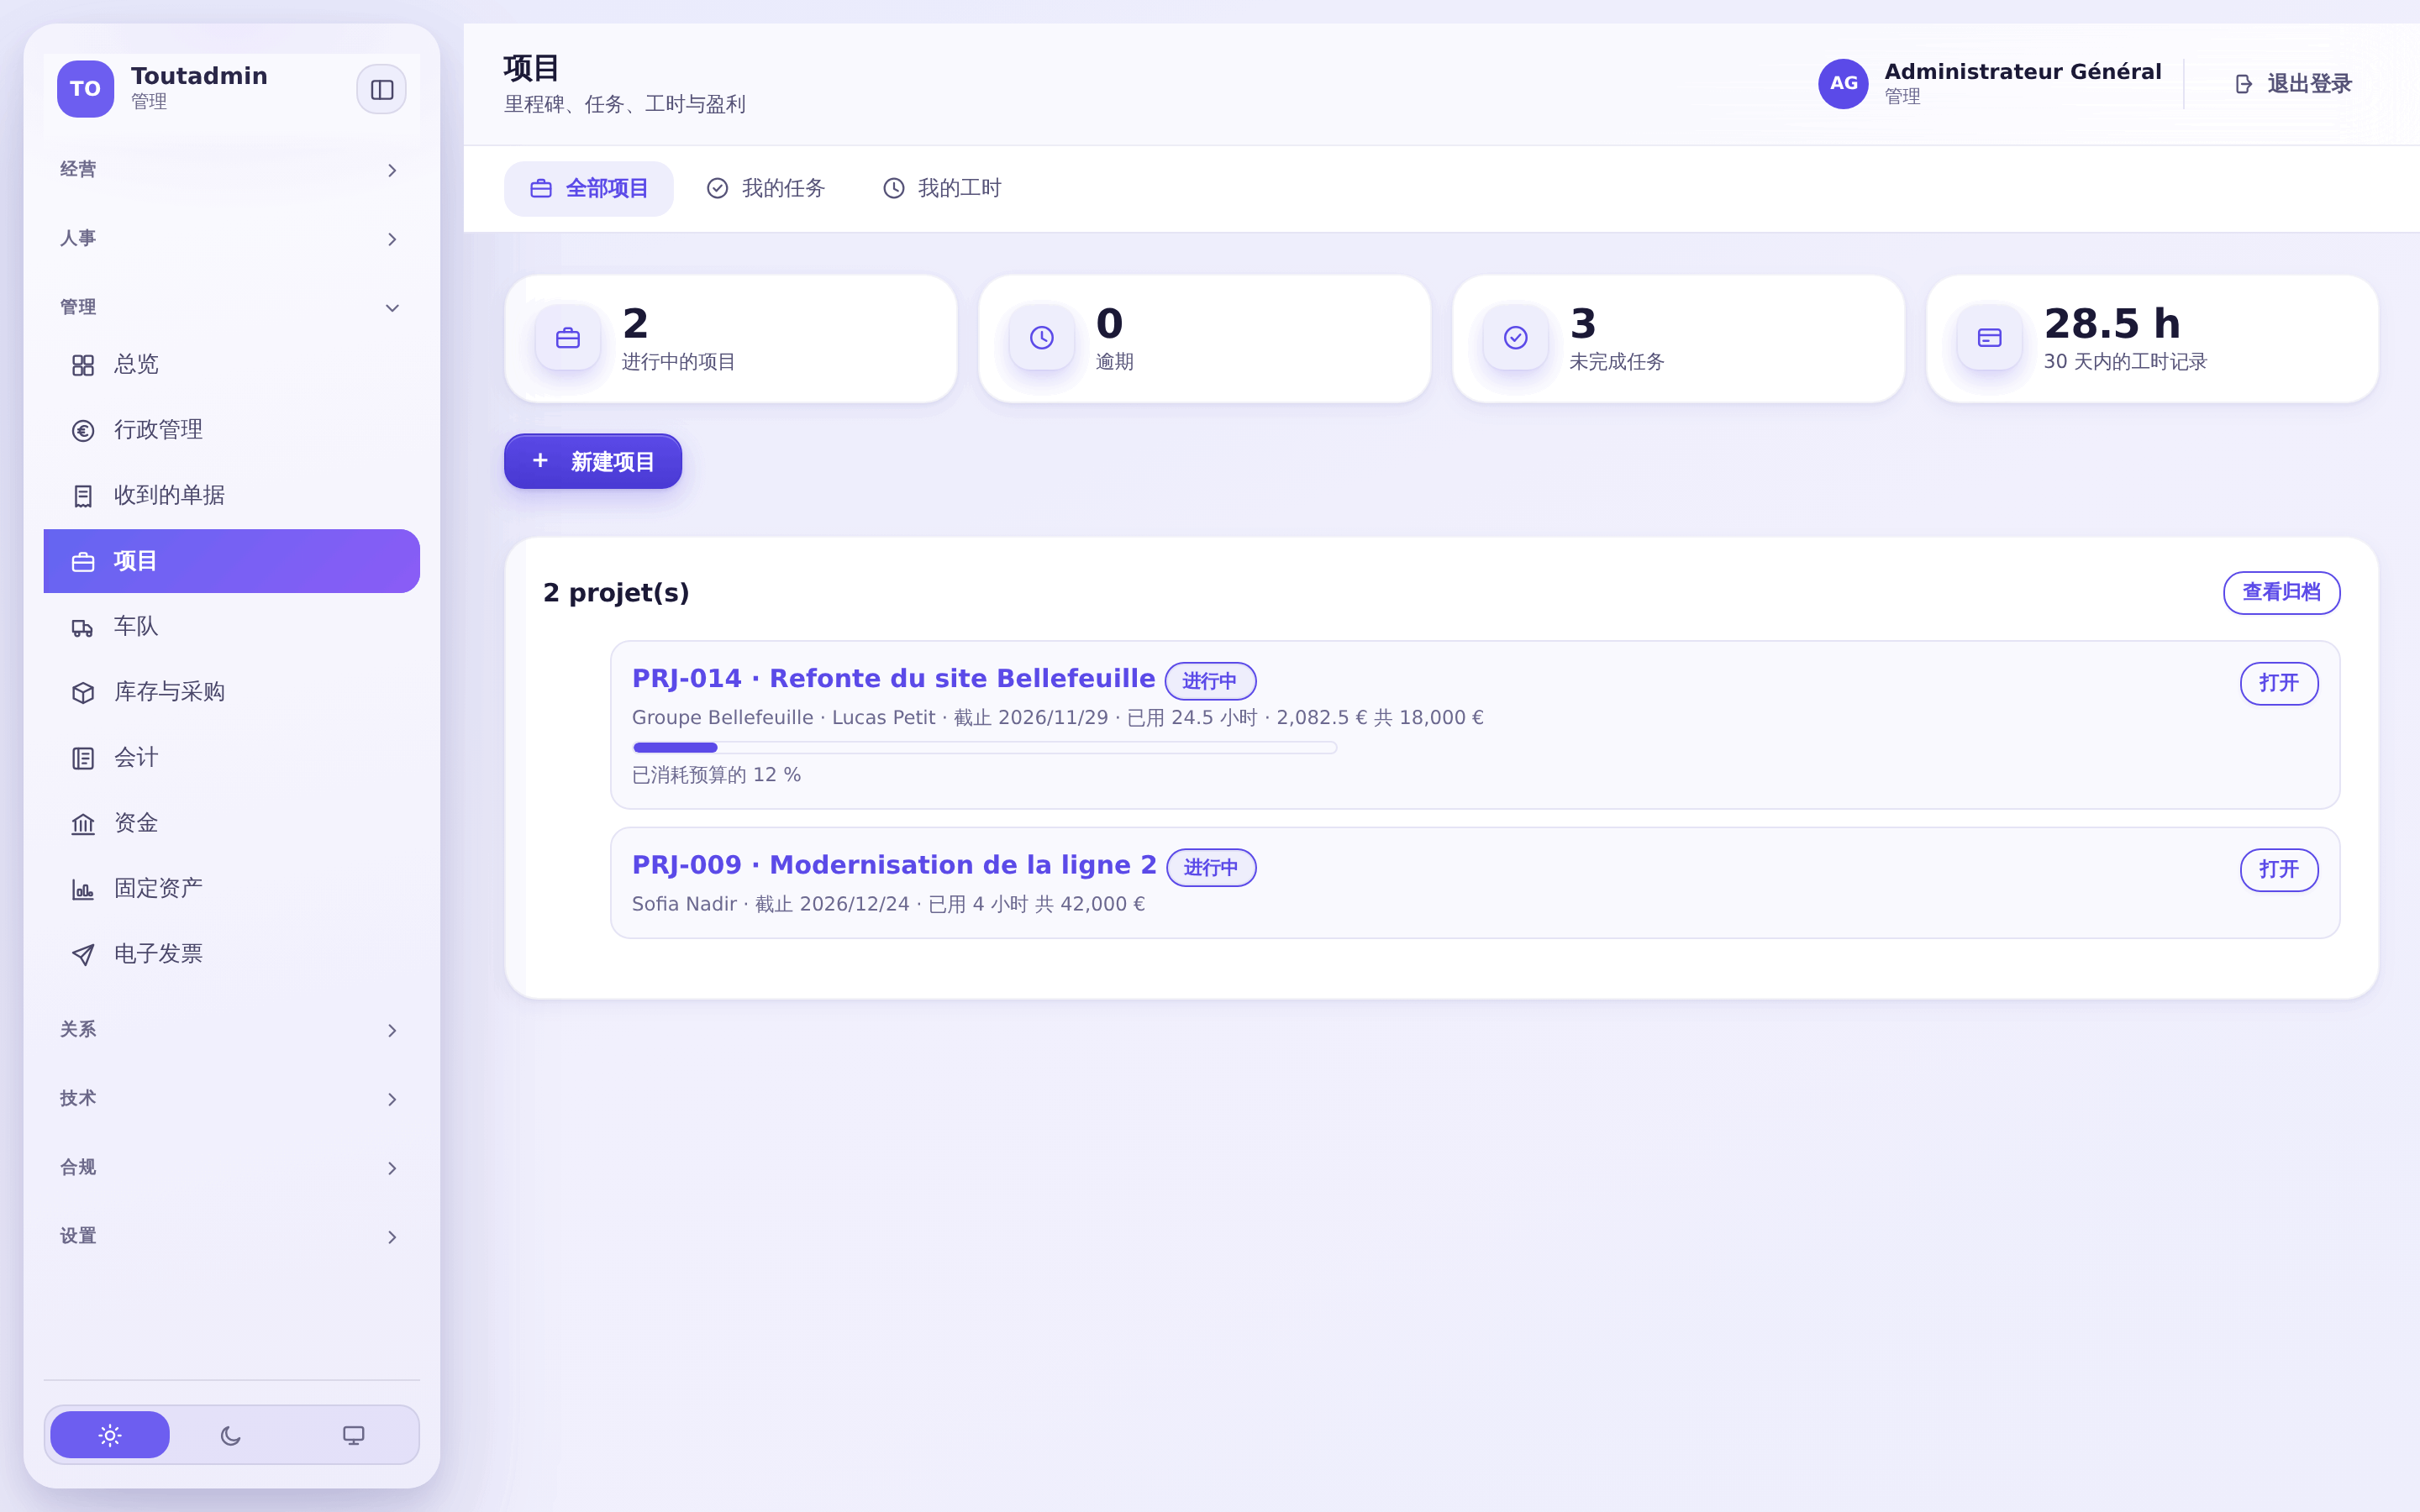 TO
Toutadmin
管理
经营
人事
管理
总览
行政管理
收到的单据
项目
车队
库存与采购
会计
资金
固定资产
电子发票
关系
技术
合规
设置
项目
里程碑、任务、工时与盈利
AG
Administrateur Général
管理
退出登录
全部项目
我的任务
我的工时
2
进行中的项目
0
逾期
3
未完成任务
28.5 h
30 天内的工时记录
+ 新建项目
2 projet(s)
查看归档
PRJ-014 · Refonte du site Bellefeuille 进行中
打开
Groupe Bellefeuille · Lucas Petit · 截止 2026/11/29 · 已用 24.5 小时 · 2,082.5 € 共 18,000 €
已消耗预算的 12 %
PRJ-009 · Modernisation de la ligne 2 进行中
打开
Sofia Nadir · 截止 2026/12/24 · 已用 4 小时 共 42,000 €